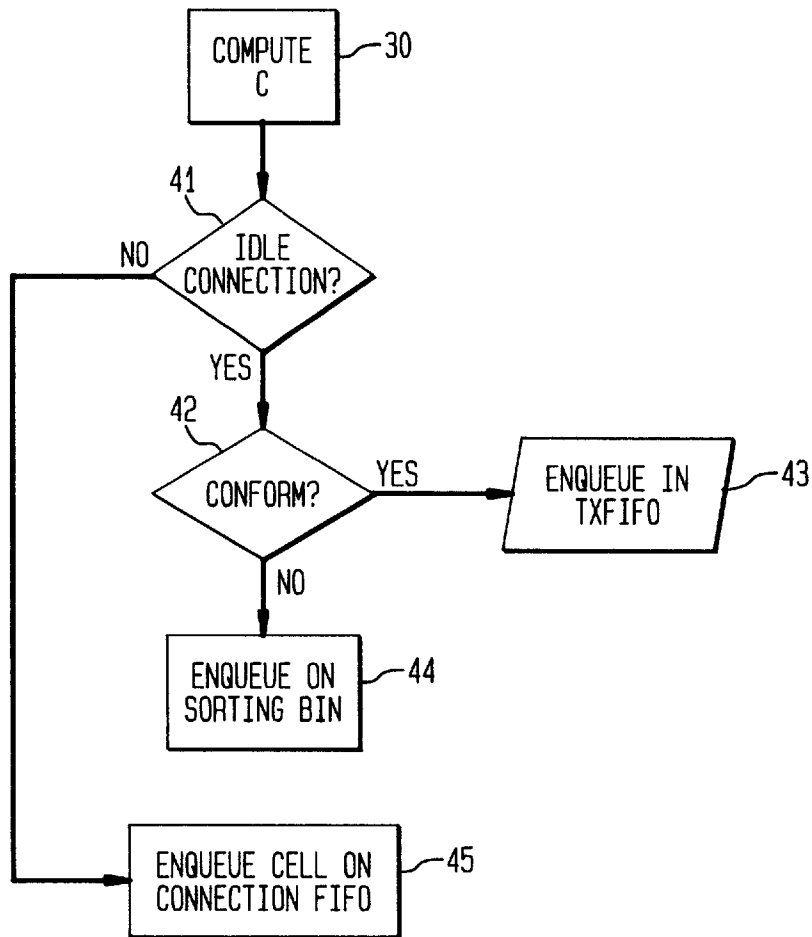 COMPUTE
C
30
41
IDLE
CONNECTION?
NO
YES
42
CONFORM?
YES
ENQUEUE IN
TXFIFO
43
NO
ENQUEUE ON
SORTING BIN
44
ENQUEUE CELL ON
CONNECTION FIFO
45